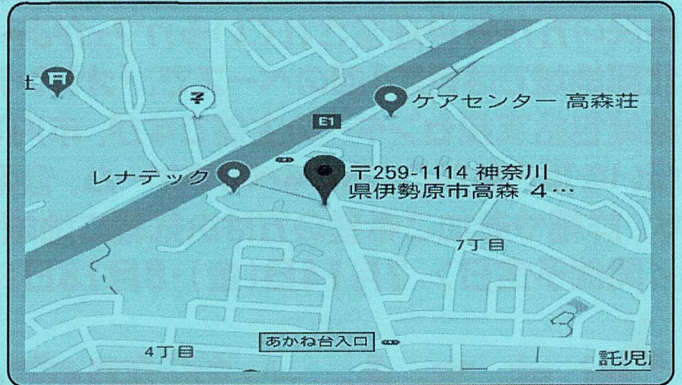 ケアセンター 高森荘
E1
レナテック
〒259-1114 神奈川
県伊勢原市高森 4…
7丁目
あかね台入口
4丁目
託児